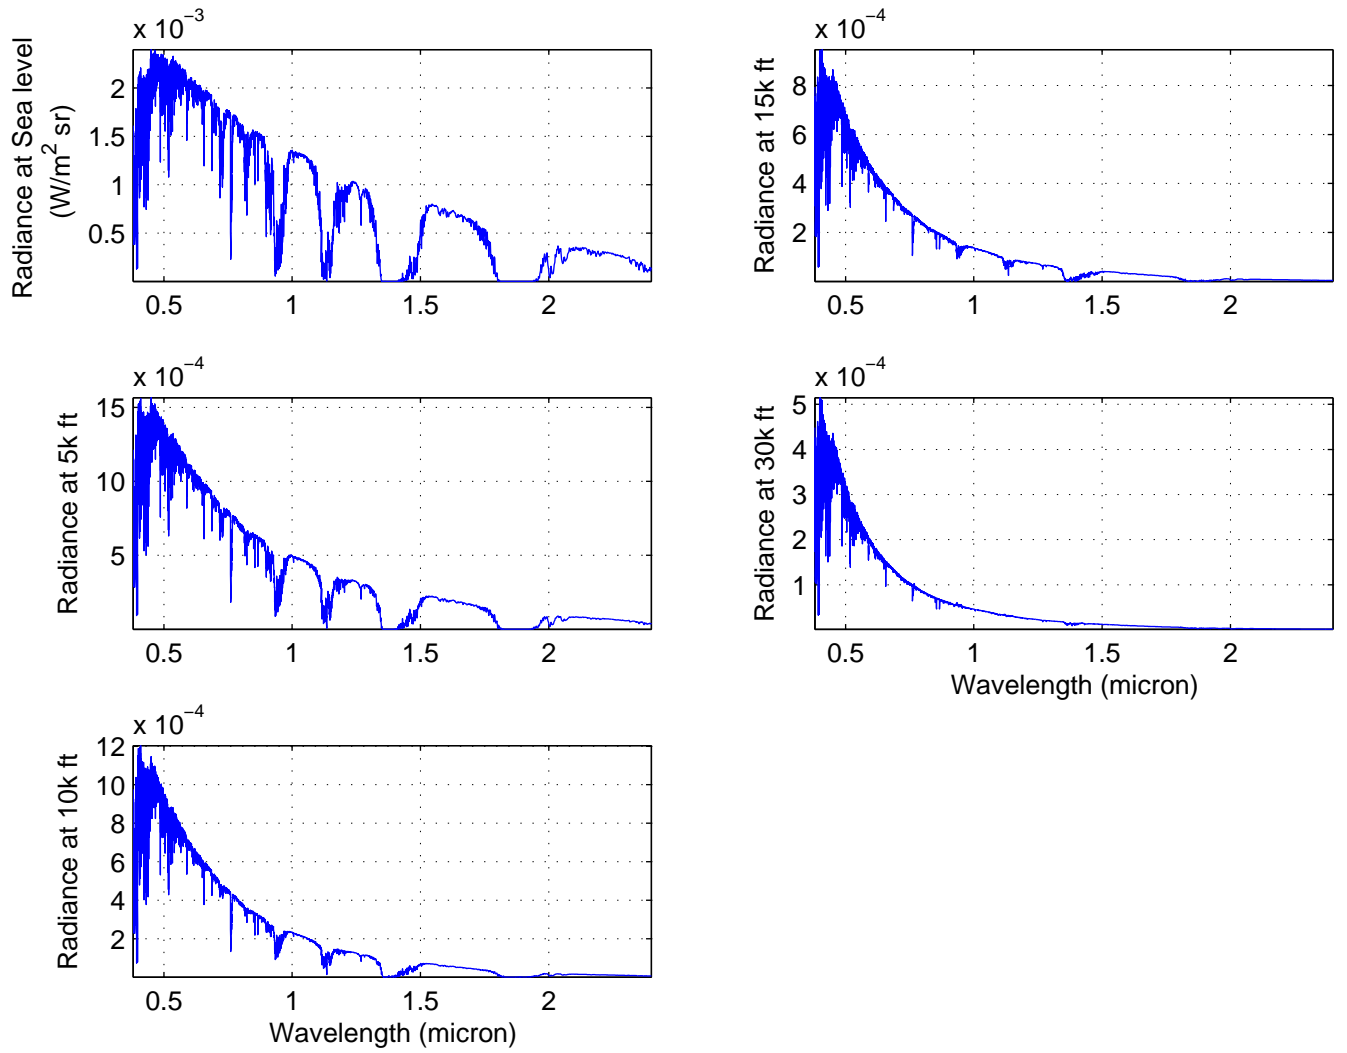 x 10⁻³
Radiance at Sea level
(W/m² sr)
2
1.5
1
0.5
0.5 1 1.5 2
x 10⁻⁴
Radiance at 15k ft
8
6
4
2
0.5 1 1.5 2
x 10⁻⁴
Radiance at 5k ft
15
10
5
0.5 1 1.5 2
x 10⁻⁴
Radiance at 30k ft
5
4
3
2
1
0.5 1 1.5 2
Wavelength (micron)
x 10⁻⁴
Radiance at 10k ft
12
10
8
6
4
2
0.5 1 1.5 2
Wavelength (micron)